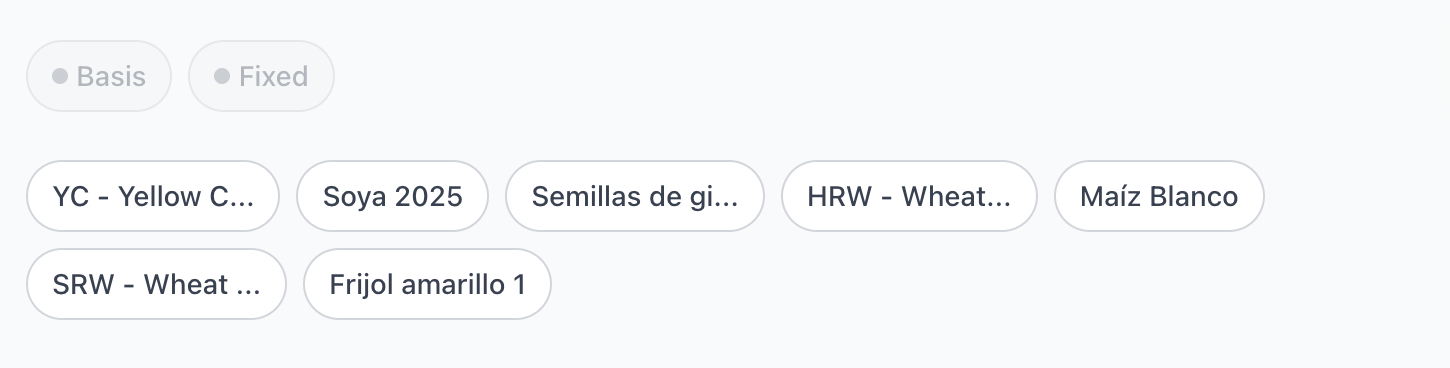 Basis Fixed
YC - Yellow C... Soya 2025 Semillas de gi... HRW - Wheat... Maíz Blanco
SRW - Wheat ... Frijol amarillo 1